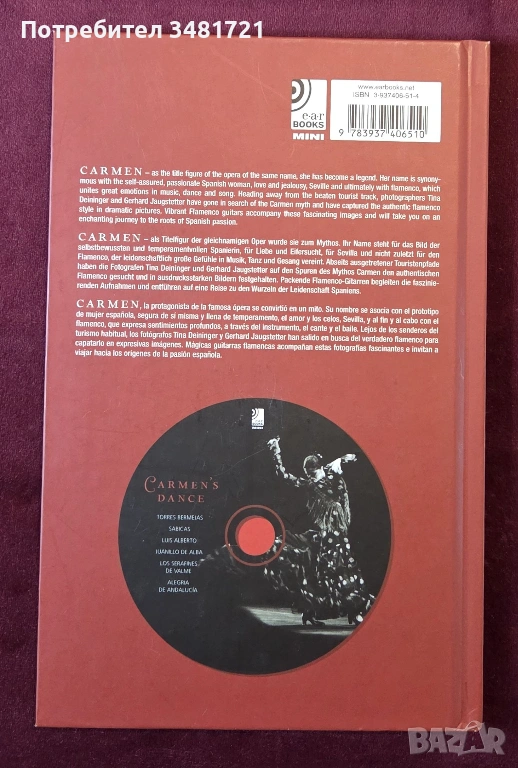 Потребител 3481721
www.earbooks.net
ISBN 3-937406-51-4
e·a·r
BOOKS
MINI
9 783937 406510
CARMEN – as the title figure of the opera of the same name, she has become a legend. Her name is synony-
mous with the self-assured, passionate Spanish woman, love and jealousy, Seville and ultimately with flamenco, which
unites great emotions in music, dance and song. Heading away from the beaten tourist track, photographers Tina
Deininger and Gerhard Jaugstetter have gone in search of the Carmen myth and have captured the authentic flamenco
style in dramatic pictures. Vibrant Flamenco guitars accompany these fascinating images and will take you on an
enchanting journey to the roots of Spanish passion.
CARMEN – als Titelfigur der gleichnamigen Oper wurde sie zum Mythos. Ihr Name steht für das Bild der
selbstbewussten und temperamentvollen Spanierin, für Liebe und Eifersucht, für Sevilla und nicht zuletzt für den
Flamenco, der leidenschaftlich große Gefühle in Musik, Tanz und Gesang vereint. Abseits ausgetretener Touristenpfade
haben die Fotografen Tina Deininger und Gerhard Jaugstetter auf den Spuren des Mythos Carmen den authentischen
Flamenco gesucht und in ausdrucksstarken Bildern festgehalten. Packende Flamenco-Gitarren begleiten die faszinie-
renden Aufnahmen und entführen auf eine Reise zu den Wurzeln der Leidenschaft Spaniens.
CARMEN, la protagonista de la famosa ópera se convirtió en un mito. Su nombre se asocia con el prototipo
de mujer española, segura de sí misma y llena de temperamento, el amor y los celos, Sevilla, y al fin y al cabo con el
flamenco, que expresa sentimientos profundos, a través del instrumento, el cante y el baile. Lejos de los senderos del
turismo habitual, los fotógrafos Tina Deininger y Gerhard Jaugstetter han salido en busca del verdadero flamenco para
capatarlo en expresivas imágenes. Mágicas guitarras flamencas acompañan estas fotografías fascinantes e invitan a
viajar hacia los origenes de la pasión española.
CARMEN'S
DANCE
TORRES BERMEJAS
SABICAS
LUIS ALBERTO
JUANILLO DE ALBA
LOS SERAFINES
DE VALME
ALEGRIA
DE ANDALUCÍA
BAZAR